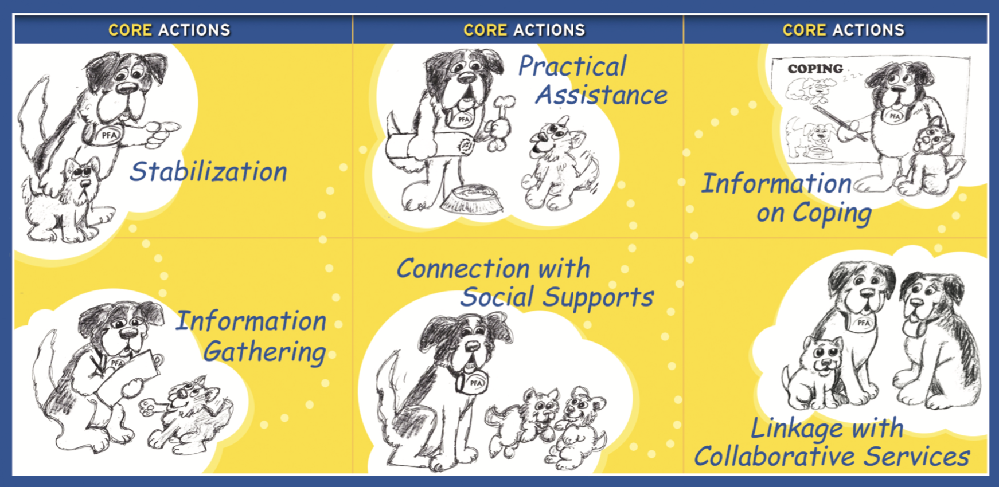 CORE ACTIONS
PFA
Stabilization
PFA
Information
Gathering
CORE ACTIONS
Practical
Assistance
PFA
Connection with
Social Supports
PFA
CORE ACTIONS
COPING
zzz
PFA
Information
on Coping
PFA
Linkage with
Collaborative Services